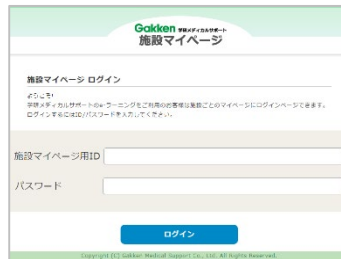 Gakken 学研メディカルサポート
施設マイページ
施設マイページ ログイン
ようこそ!
学研メディカルサポートのe-ラーニングをご利用のお客様は施設ごとのマイページにログインページできます。
ログインするにはID/パスワードを入力してください。
施設マイページ用ID
パスワード
ログイン
Copyright (C) Gakken Medical Support Co., Ltd. All Rights Reserved.